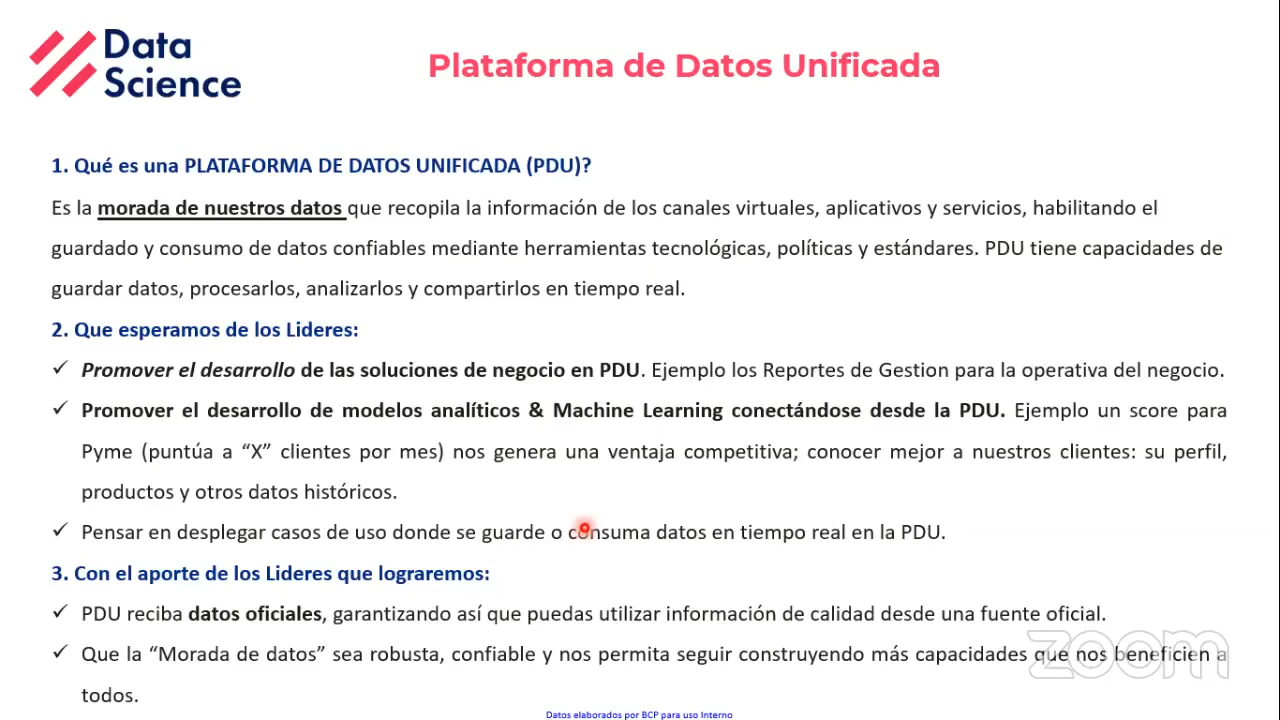 Data
Science
Plataforma de Datos Unificada
1. Qué es una PLATAFORMA DE DATOS UNIFICADA (PDU)?
Es la morada de nuestros datos que recopila la información de los canales virtuales, aplicativos y servicios, habilitando el
guardado y consumo de datos confiables mediante herramientas tecnológicas, políticas y estándares. PDU tiene capacidades de
guardar datos, procesarlos, analizarlos y compartirlos en tiempo real.
2. Que esperamos de los Lideres:
✓ Promover el desarrollo de las soluciones de negocio en PDU. Ejemplo los Reportes de Gestion para la operativa del negocio.
✓ Promover el desarrollo de modelos analíticos & Machine Learning conectándose desde la PDU. Ejemplo un score para
Pyme (puntúa a “X” clientes por mes) nos genera una ventaja competitiva; conocer mejor a nuestros clientes: su perfil,
productos y otros datos históricos.
✓ Pensar en desplegar casos de uso donde se guarde o consuma datos en tiempo real en la PDU.
3. Con el aporte de los Lideres que lograremos:
✓ PDU reciba datos oficiales, garantizando así que puedas utilizar información de calidad desde una fuente oficial.
✓ Que la “Morada de datos” sea robusta, confiable y nos permita seguir construyendo más capacidades que nos beneficien a
todos.
zoom
Datos elaborados por BCP para uso Interno